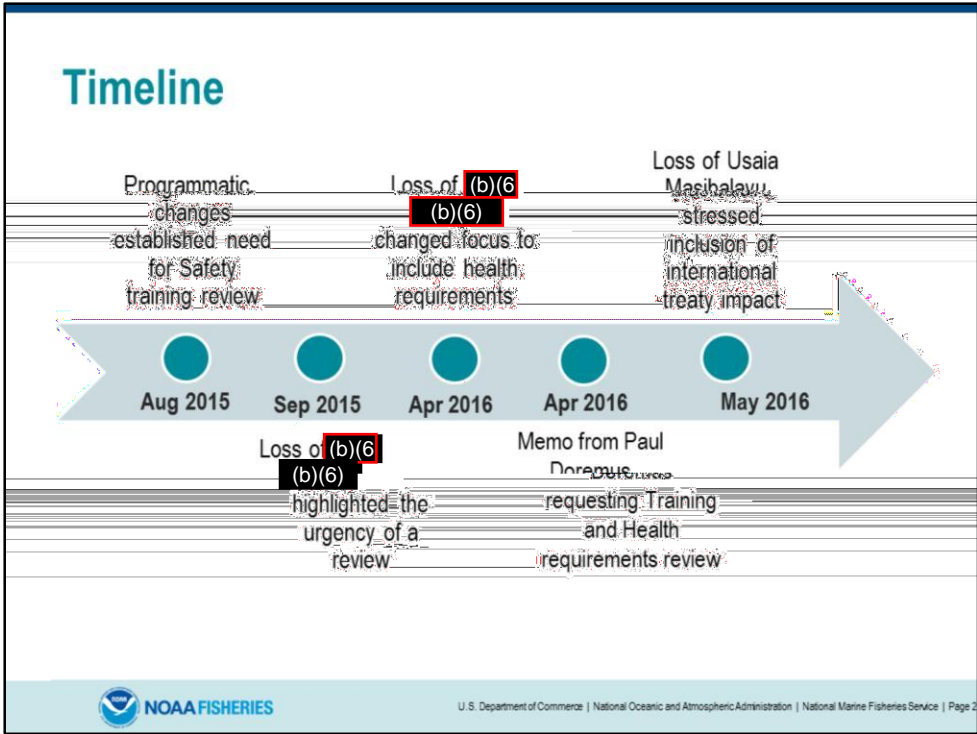 Timeline
Programmatic
changes
established need
for Safety
training review
Loss of (b)(6
(b)(6)
changed focus to
include health
requirements
Loss of Usaia
Masibalavu
stressed
inclusion of
international
treaty impact
Aug 2015
Sep 2015
Apr 2016
Apr 2016
May 2016
Loss of (b)(6
(b)(6)
highlighted the
urgency of a
review
Memo from Paul
Doremus
requesting Training
and Health
requirements review
NOAA FISHERIES
U.S. Department of Commerce | National Oceanic and Atmospheric Administration | National Marine Fisheries Service | Page 2